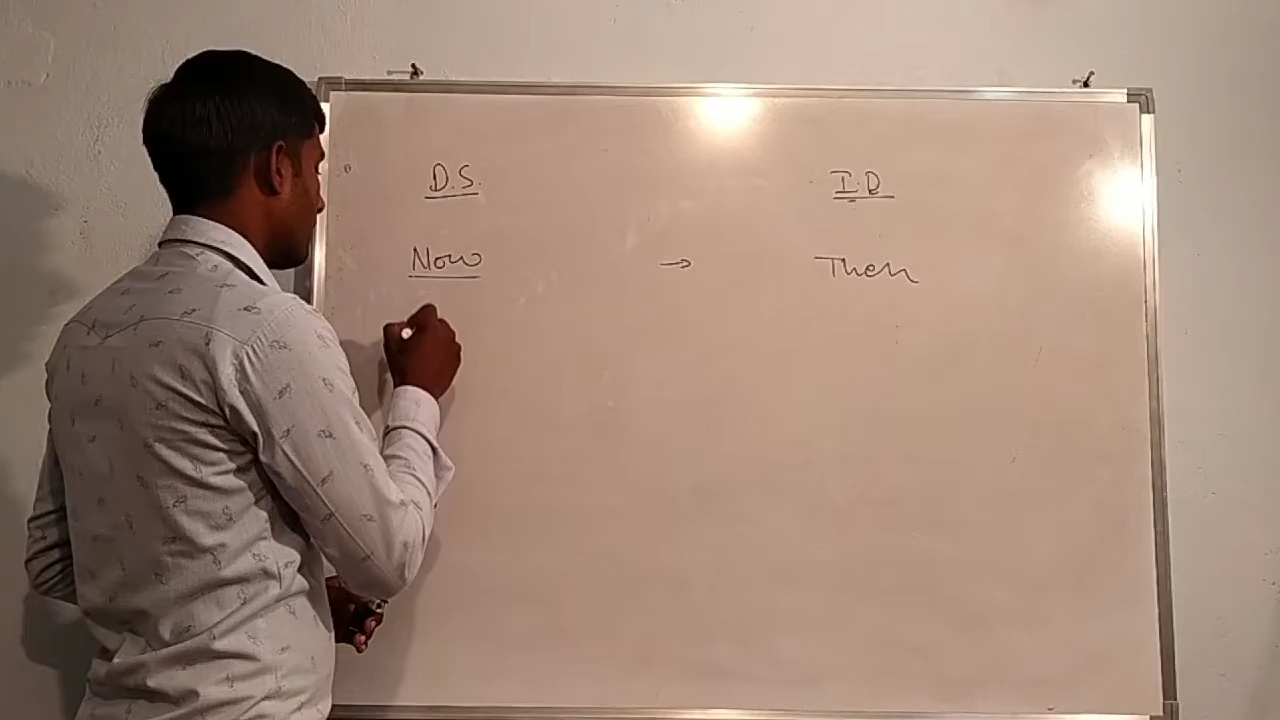 D.S. I.D
Now → Then